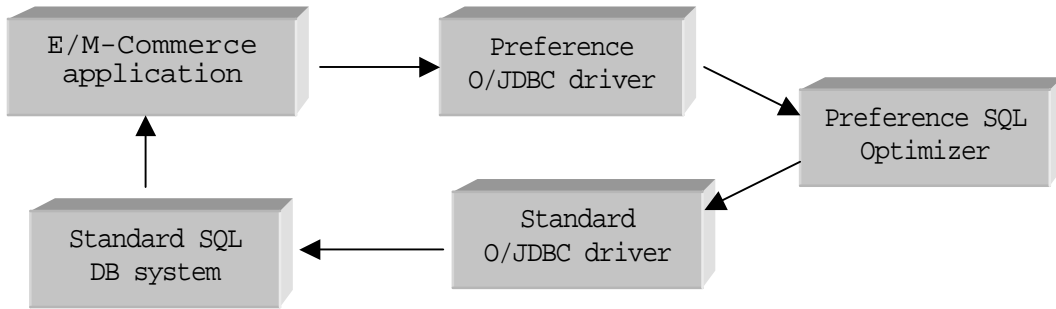 E/M-Commerce
application
Preference
O/JDBC driver
Preference SQL
Optimizer
Standard
O/JDBC driver
Standard SQL
DB system